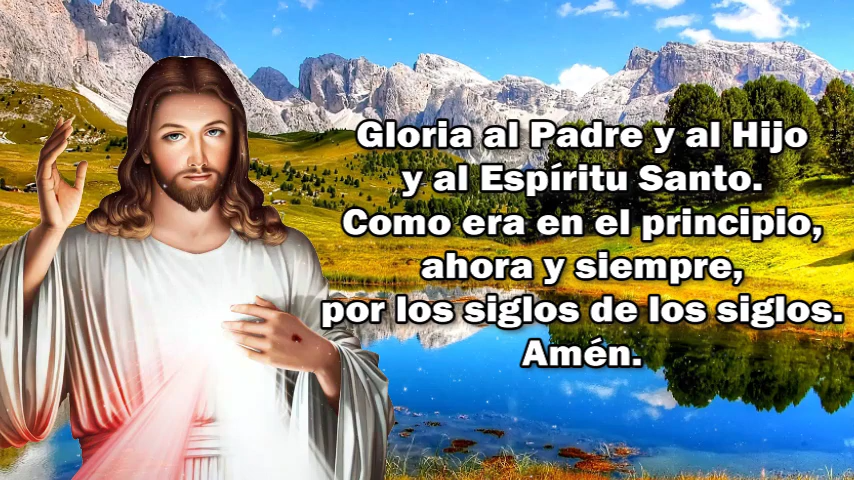 Gloria al Padre y al Hijo
y al Espíritu Santo.
Como era en el principio,
ahora y siempre,
por los siglos de los siglos.
Amén.